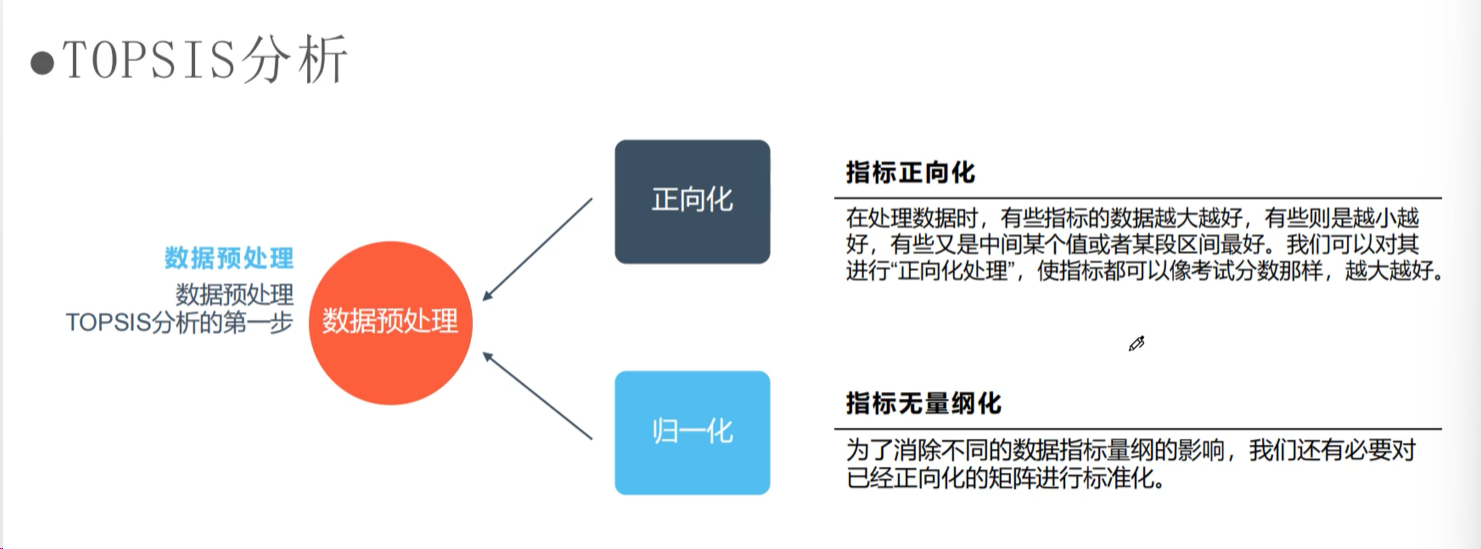 ●TOPSIS分析
数据预处理
数据预处理
TOPSIS分析的第一步
数据预处理
正向化
指标正向化
在处理数据时，有些指标的数据越大越好，有些则是越小越
好，有些又是中间某个值或者某段区间最好。我们可以对其
进行“正向化处理”，使指标都可以像考试分数那样，越大越好。
归一化
指标无量纲化
为了消除不同的数据指标量纲的影响，我们还有必要对
已经正向化的矩阵进行标准化。